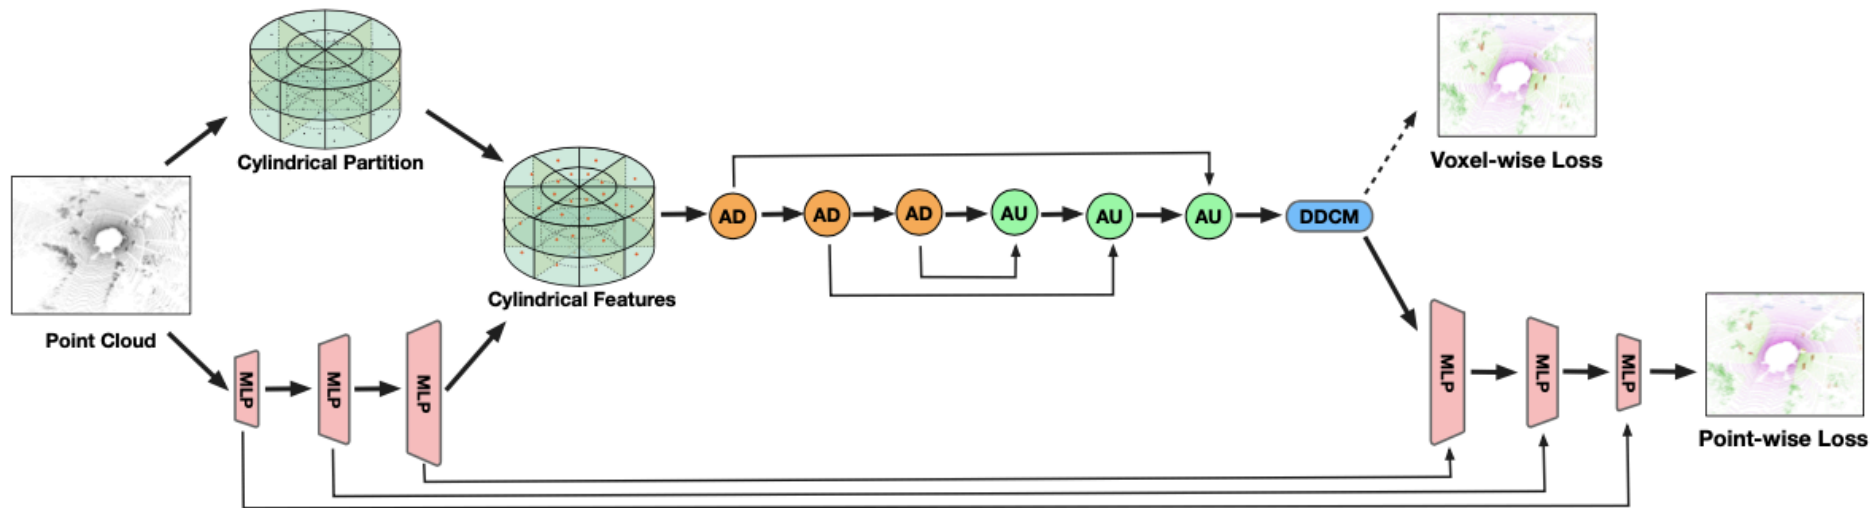 Cylindrical Partition
Voxel-wise Loss
AD
AD
AD
AU
AU
AU
DDCM
Cylindrical Features
Point Cloud
MLP
MLP
MLP
MLP
MLP
MLP
Point-wise Loss